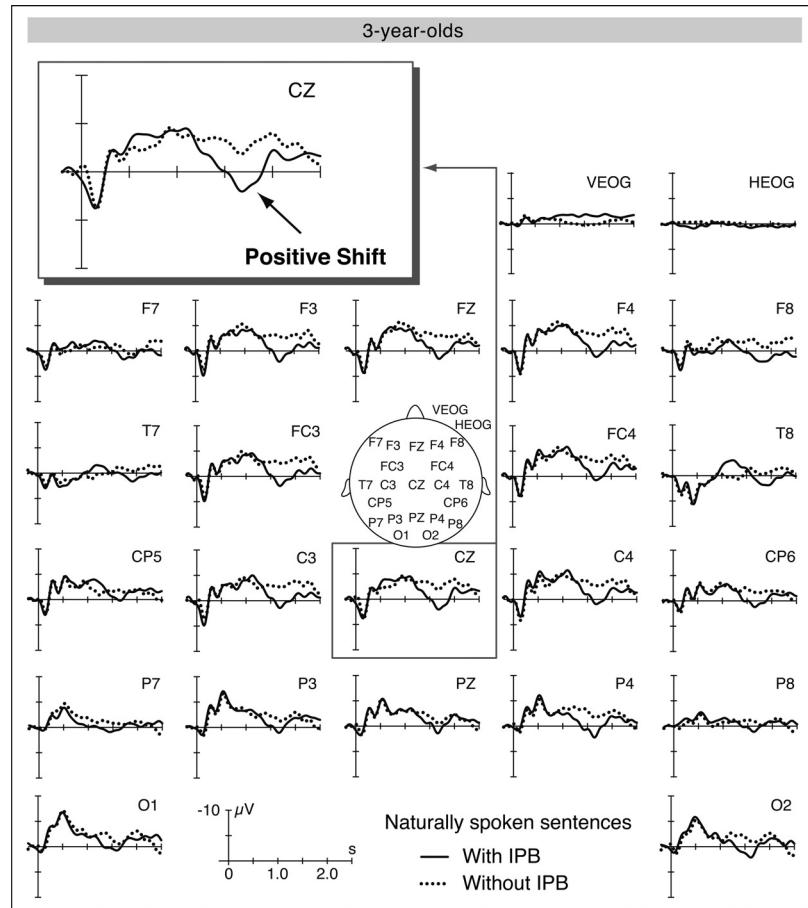 3-year-olds
CZ
Positive Shift
VEOG
HEOG
F7
F3
FZ
F4
F8
VEOG
HEOG
F7 F3 FZ F4 F8
FC3 FC4
T7 C3 CZ C4 T8
CP5 CP6
P7 P3 PZ P4 P8
O1 O2
T7
FC3
FC4
T8
CP5
C3
CZ
C4
CP6
P7
P3
PZ
P4
P8
O1
O2
-10 µV
s
0 1.0 2.0
Naturally spoken sentences
With IPB
Without IPB